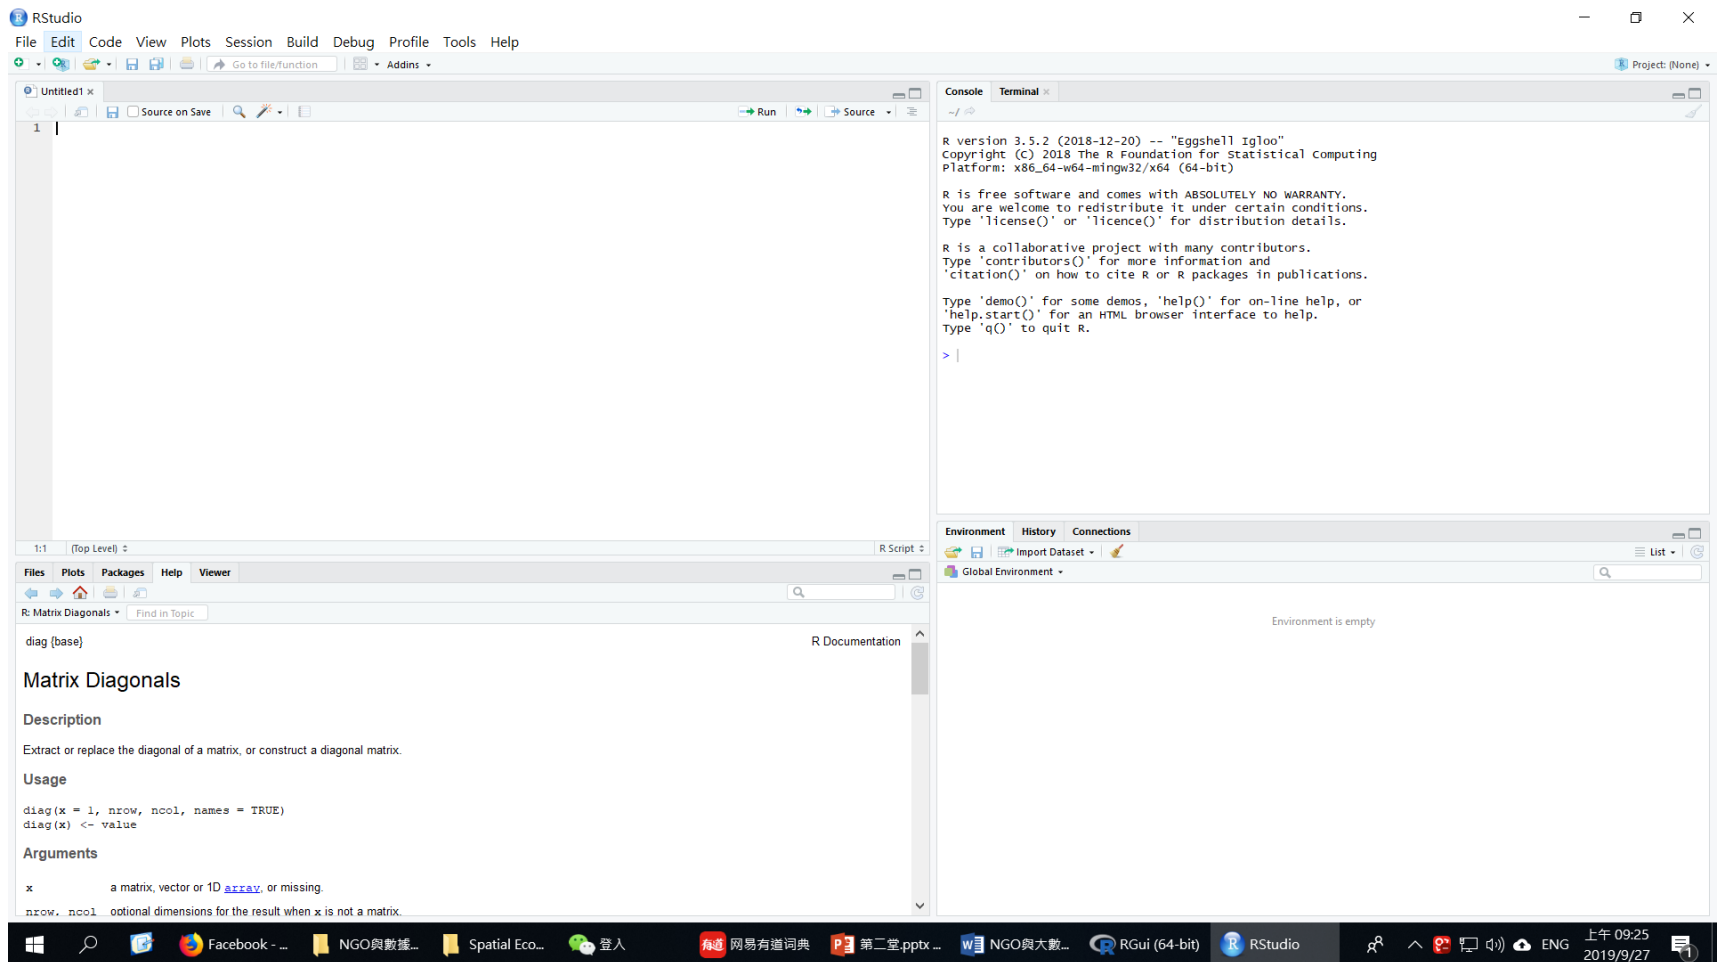 RStudio
File Edit Code View Plots Session Build Debug Profile Tools Help
Go to file/function Addins Project: (None)
Untitled1
Source on Save Run Source
1
1:1 (Top Level) R Script
Console Terminal
~/
R version 3.5.2 (2018-12-20) -- "Eggshell Igloo"
Copyright (C) 2018 The R Foundation for Statistical Computing
Platform: x86_64-w64-mingw32/x64 (64-bit)
R is free software and comes with ABSOLUTELY NO WARRANTY.
You are welcome to redistribute it under certain conditions.
Type 'license()' or 'licence()' for distribution details.
R is a collaborative project with many contributors.
Type 'contributors()' for more information and
'citation()' on how to cite R or R packages in publications.
Type 'demo()' for some demos, 'help()' for on-line help, or
'help.start()' for an HTML browser interface to help.
Type 'q()' to quit R.
>
Files Plots Packages Help Viewer
R: Matrix Diagonals Find in Topic
diag {base} R Documentation
Matrix Diagonals
Description
Extract or replace the diagonal of a matrix, or construct a diagonal matrix.
Usage
diag(x = 1, nrow, ncol, names = TRUE)
diag(x) <- value
Arguments
x a matrix, vector or 1D array, or missing.
nrow, ncol optional dimensions for the result when x is not a matrix.
Environment History Connections
Import Dataset List
Global Environment
Environment is empty
Facebook - ... NGO與數據... Spatial Eco... 登入 有道 网易有道词典 第二堂.pptx ... NGO與大數... RGui (64-bit) RStudio ENG 上午 09:25
2019/9/27
1